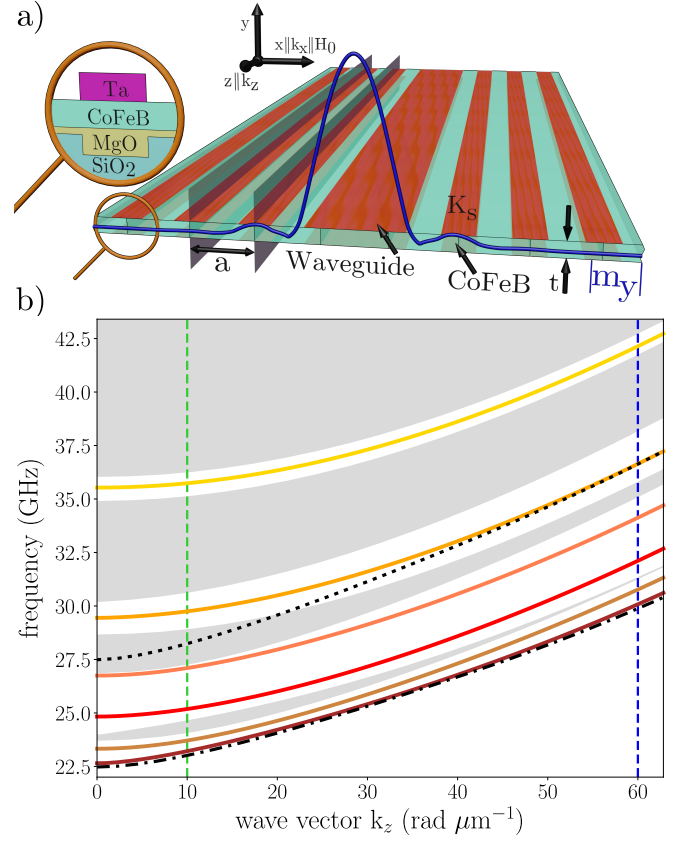 a)
y
x||kx||H0
z||kz
Ta
CoFeB
MgO
SiO2
Ks
a
Waveguide
CoFeB
t
my
b)
42.5
40.0
37.5
35.0
32.5
30.0
27.5
25.0
22.5
frequency (GHz)
0 10 20 30 40 50 60
wave vector kz (rad μm−1)